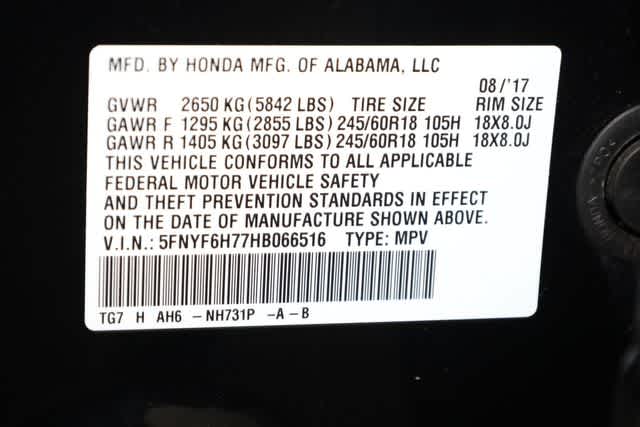 MFD. BY HONDA MFG. OF ALABAMA, LLC
08/'17
GVWR 2650 KG (5842 LBS) TIRE SIZE RIM SIZE
GAWR F 1295 KG (2855 LBS) 245/60R18 105H 18X8.0J
GAWR R 1405 KG (3097 LBS) 245/60R18 105H 18X8.0J
THIS VEHICLE CONFORMS TO ALL APPLICABLE
FEDERAL MOTOR VEHICLE SAFETY
AND THEFT PREVENTION STANDARDS IN EFFECT
ON THE DATE OF MANUFACTURE SHOWN ABOVE.
V.I.N.: 5FNYF6H77HB066516 TYPE: MPV
TG7 H AH6 -NH731P -A-B
HONDA